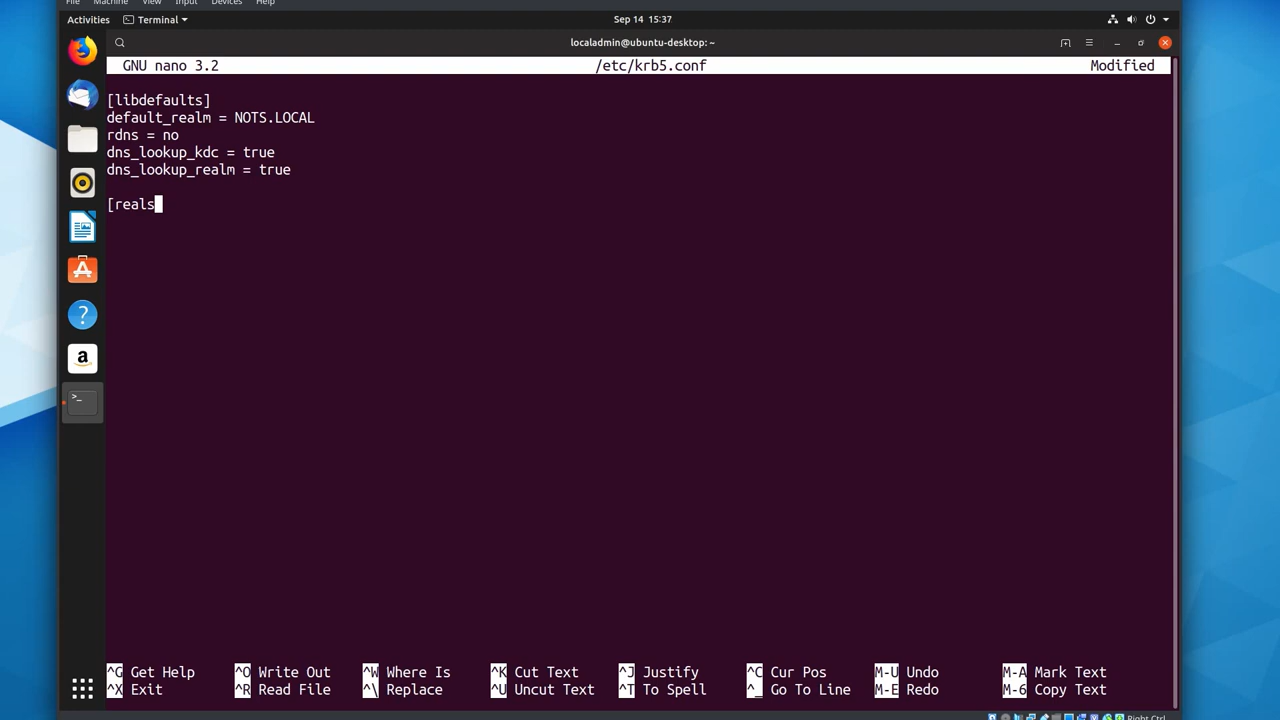 File Machine View Input Devices Help
Activities Terminal Sep 14 15:37
localadmin@ubuntu-desktop: ~
GNU nano 3.2 /etc/krb5.conf Modified
[libdefaults]
default_realm = NOTS.LOCAL
rdns = no
dns_lookup_kdc = true
dns_lookup_realm = true
[reals
^G Get Help ^O Write Out ^W Where Is ^K Cut Text ^J Justify ^C Cur Pos M-U Undo M-A Mark Text
^X Exit ^R Read File ^\ Replace ^U Uncut Text ^T To Spell ^_ Go To Line M-E Redo M-6 Copy Text
Right Ctrl